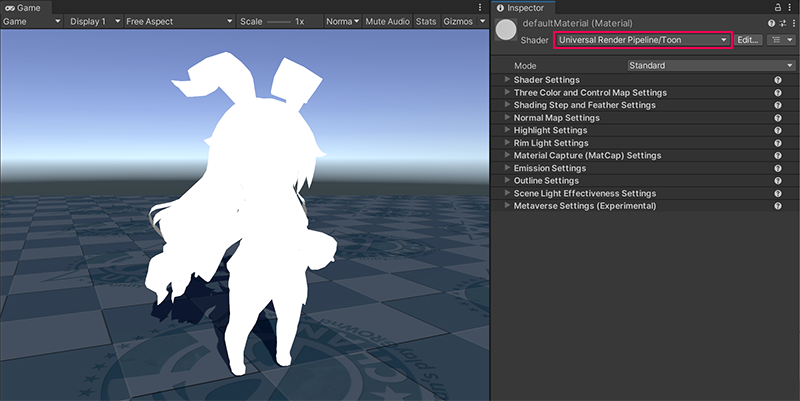 Game
Game
Display 1
Free Aspect
Scale
1x
Norma
Mute Audio
Stats
Gizmos
Inspector
defaultMaterial (Material)
Shader
Universal Render Pipeline/Toon
Edit...
Mode
Standard
Shader Settings
Three Color and Control Map Settings
Shading Step and Feather Settings
Normal Map Settings
Highlight Settings
Rim Light Settings
Material Capture (MatCap) Settings
Emission Settings
Outline Settings
Scene Light Effectiveness Settings
Metaverse Settings (Experimental)